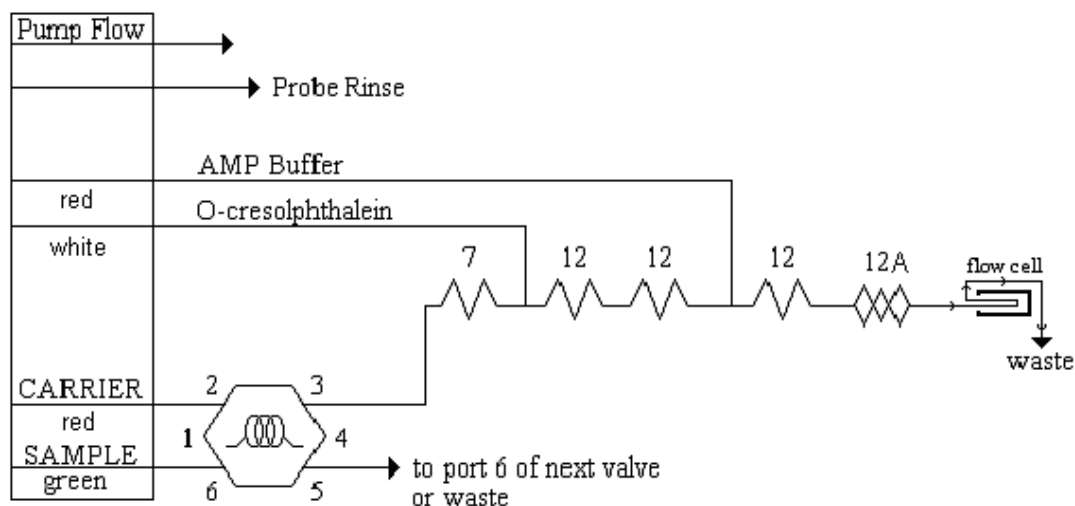 Pump Flow
Probe Rinse
AMP Buffer
red
O-cresolphthalein
white
7
12
12
12
12A
flow cell
waste
CARRIER
2
3
red
1
4
SAMPLE
green
6
5
to port 6 of next valve
or waste